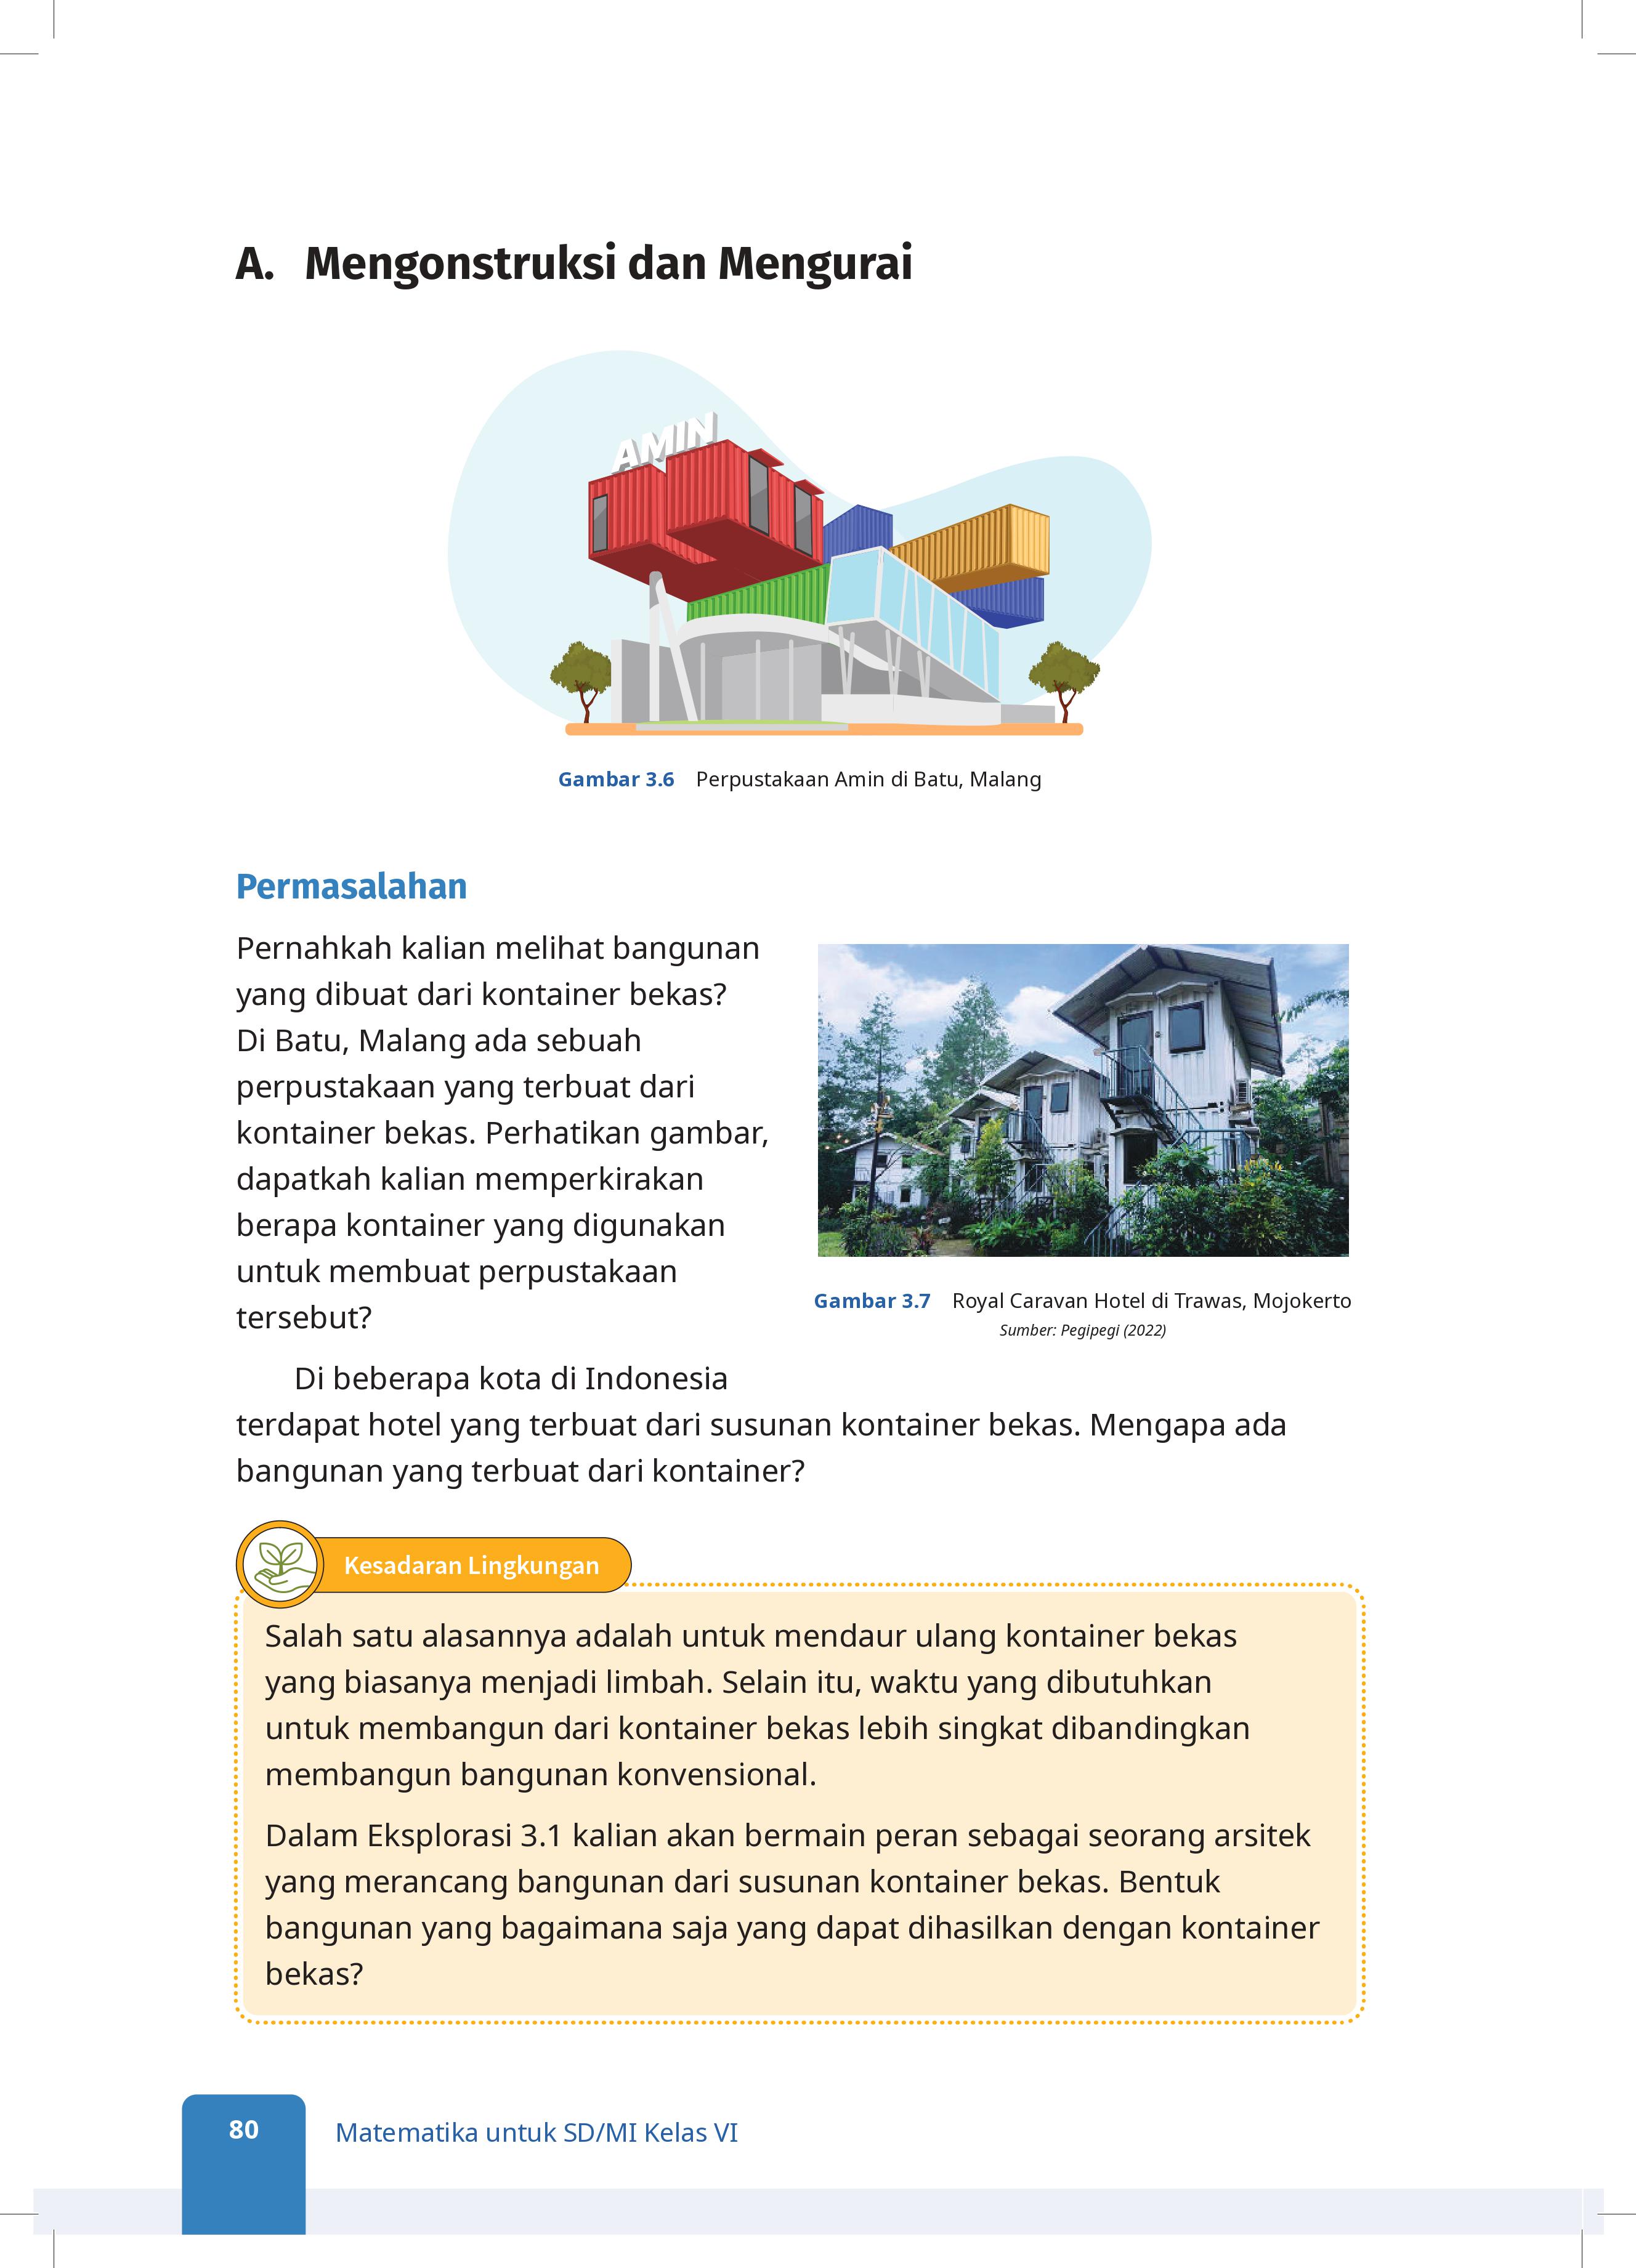 A. Mengonstruksi dan Mengurai
AMIN
Gambar 3.6 Perpustakaan Amin di Batu, Malang
Permasalahan
Pernahkah kalian melihat bangunan
yang dibuat dari kontainer bekas?
Di Batu, Malang ada sebuah
perpustakaan yang terbuat dari
kontainer bekas. Perhatikan gambar,
dapatkah kalian memperkirakan
berapa kontainer yang digunakan
untuk membuat perpustakaan
tersebut?
Gambar 3.7 Royal Caravan Hotel di Trawas, Mojokerto
Sumber: Pegipegi (2022)
Di beberapa kota di Indonesia
terdapat hotel yang terbuat dari susunan kontainer bekas. Mengapa ada
bangunan yang terbuat dari kontainer?
Kesadaran Lingkungan
Salah satu alasannya adalah untuk mendaur ulang kontainer bekas
yang biasanya menjadi limbah. Selain itu, waktu yang dibutuhkan
untuk membangun dari kontainer bekas lebih singkat dibandingkan
membangun bangunan konvensional.
Dalam Eksplorasi 3.1 kalian akan bermain peran sebagai seorang arsitek
yang merancang bangunan dari susunan kontainer bekas. Bentuk
bangunan yang bagaimana saja yang dapat dihasilkan dengan kontainer
bekas?
80
Matematika untuk SD/MI Kelas VI